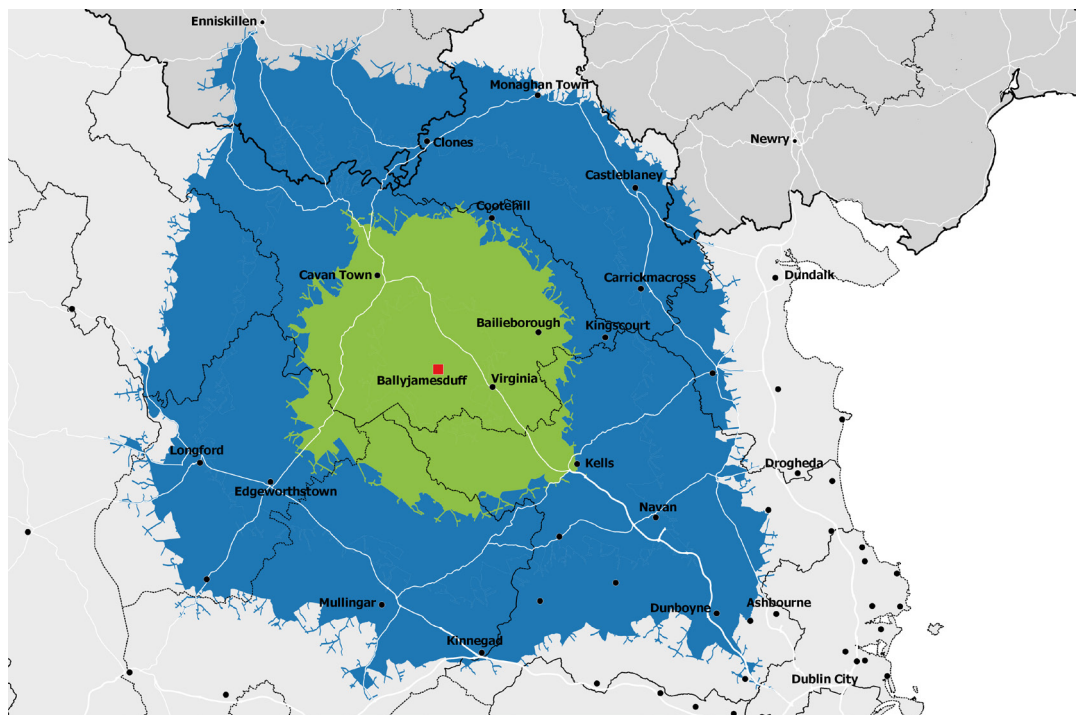 Enniskillen
Monaghan Town
Clones
Newry
Castleblaney
Cootehill
Cavan Town
Dundalk
Carrickmacross
Bailieborough
Kingscourt
Ballyjamesduff
Virginia
Longford
Kells
Drogheda
Edgeworthstown
Navan
Mullingar
Dunboyne
Ashbourne
Kinnegad
Dublin City